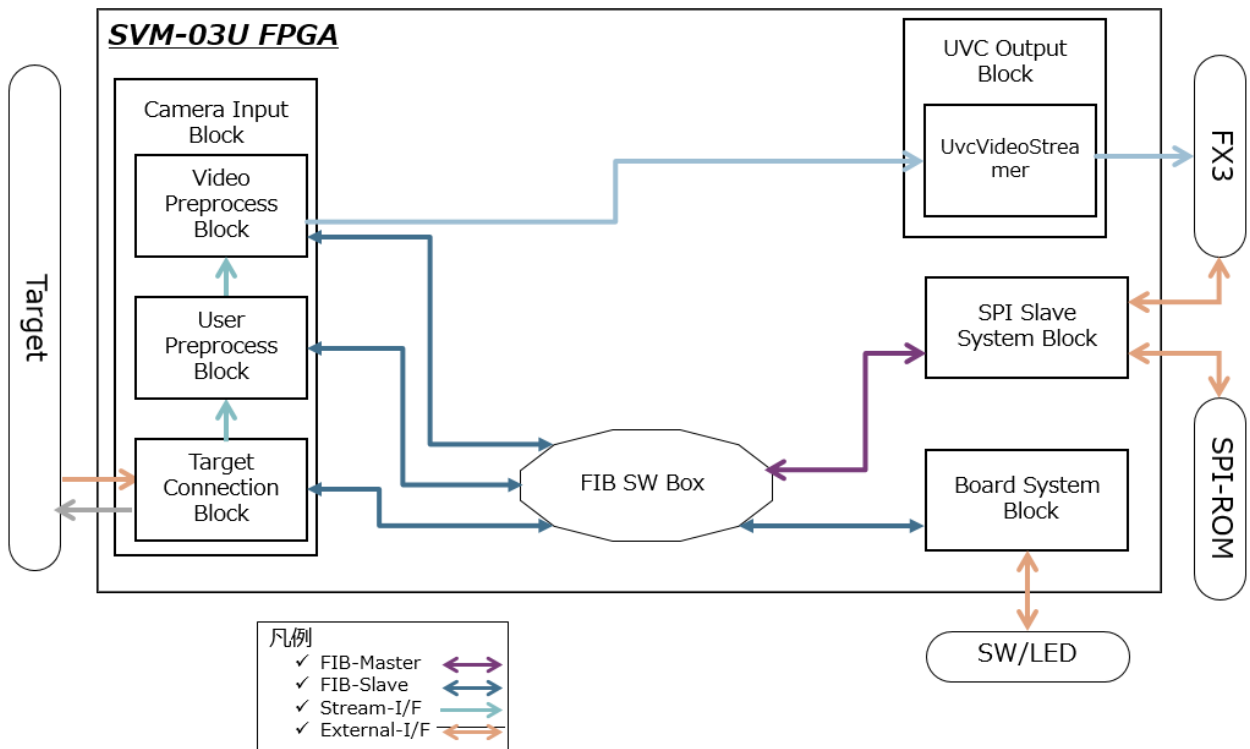 SVM-03U FPGA
Target
Camera Input
Block
Video
Preprocess
Block
User
Preprocess
Block
Target
Connection
Block
FIB SW Box
UVC Output
Block
UvcVideoStrea
mer
SPI Slave
System Block
Board System
Block
FX3
SPI-ROM
SW/LED
凡例
✓ FIB-Master
✓ FIB-Slave
✓ Stream-I/F
✓ External-I/F